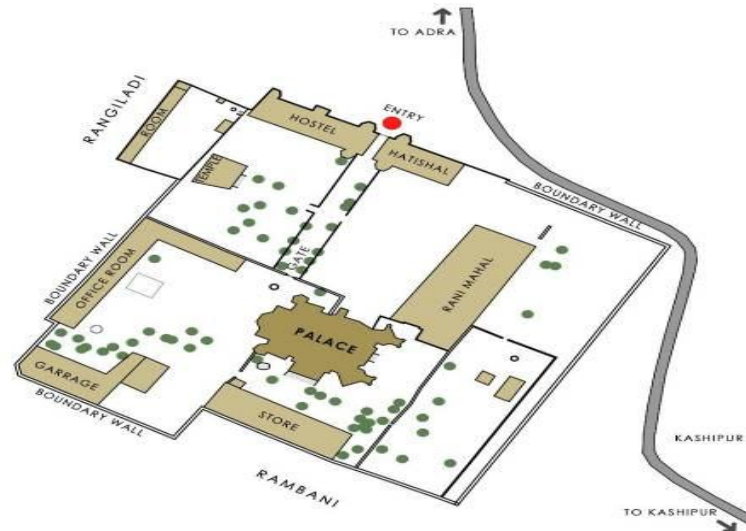 TO ADRA
RANGILADI
ROOM
HOSTEL
ENTRY
HATISHAL
TEMPLE
BOUNDARY WALL
GATE
BOUNDARY WALL
OFFICE ROOM
RANI MAHAL
PALACE
GARRAGE
BOUNDARY WALL
STORE
RAMBANI
KASHIPUR
TO KASHIPUR